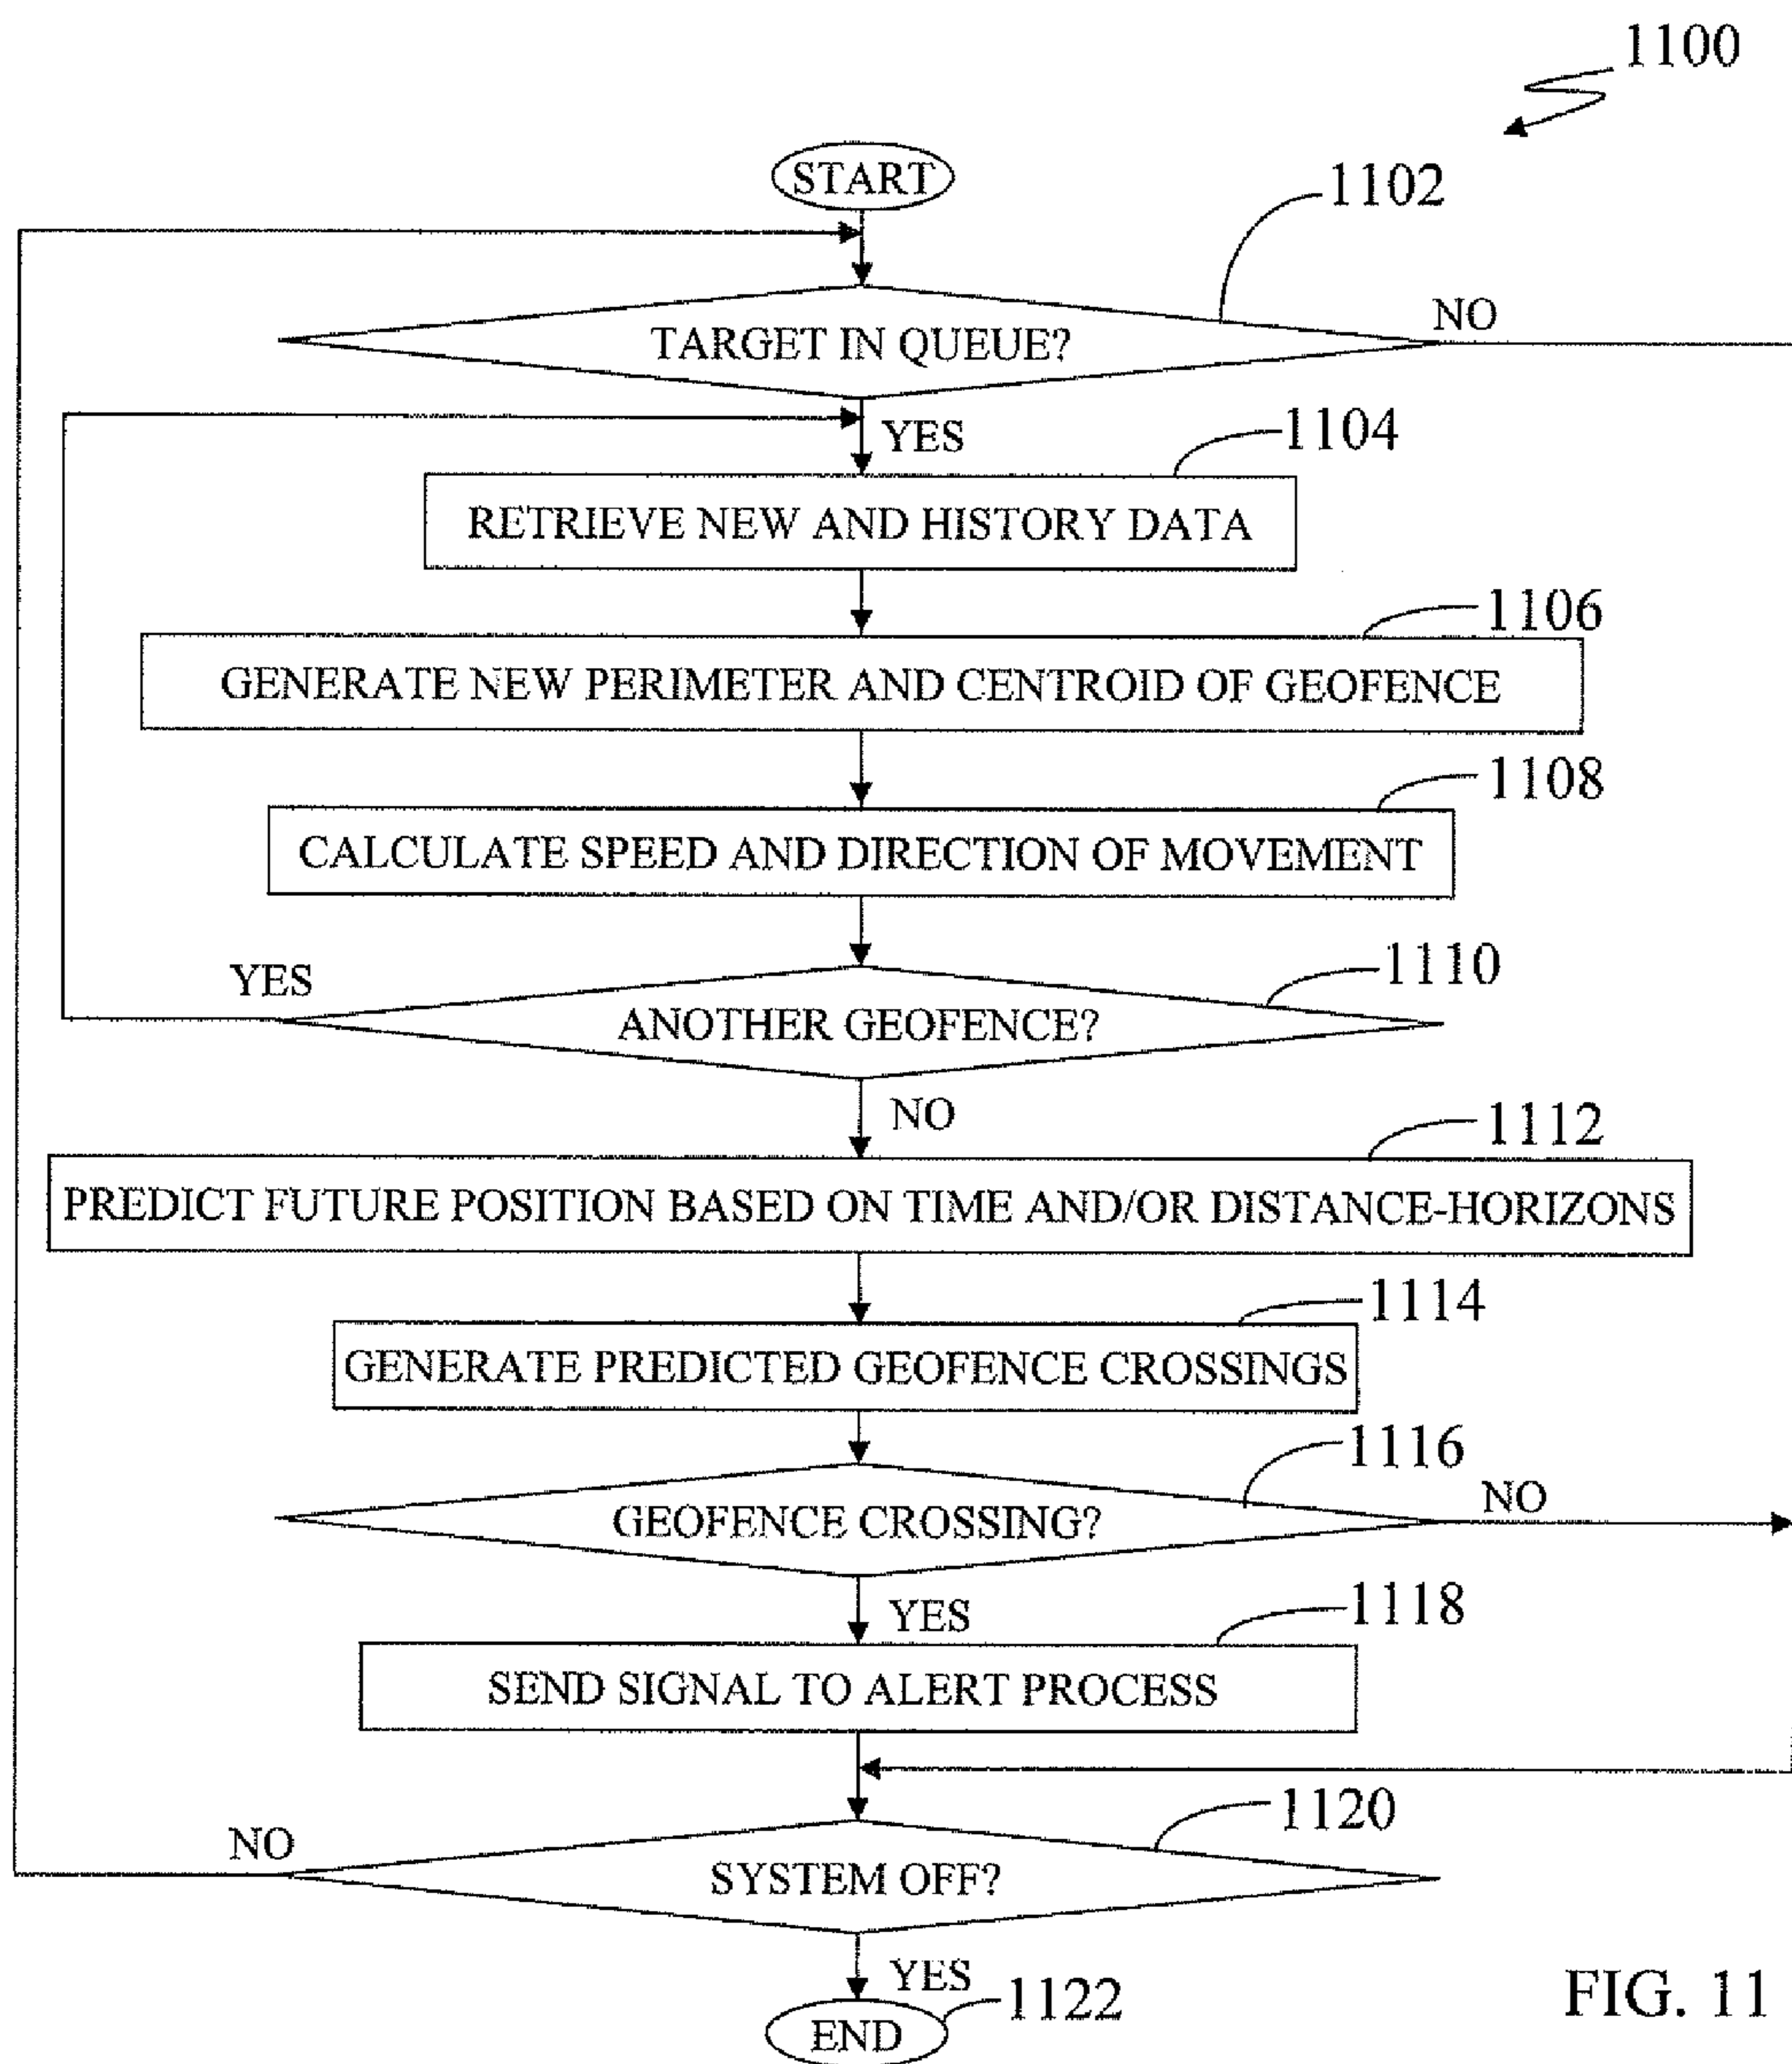 1100
START
1102
TARGET IN QUEUE?
NO
YES
1104
RETRIEVE NEW AND HISTORY DATA
1106
GENERATE NEW PERIMETER AND CENTROID OF GEOFENCE
1108
CALCULATE SPEED AND DIRECTION OF MOVEMENT
1110
YES
ANOTHER GEOFENCE?
NO
1112
PREDICT FUTURE POSITION BASED ON TIME AND/OR DISTANCE-HORIZONS
1114
GENERATE PREDICTED GEOFENCE CROSSINGS
1116
NO
GEOFENCE CROSSING?
YES
1118
SEND SIGNAL TO ALERT PROCESS
1120
NO
SYSTEM OFF?
YES
1122
END
FIG. 11